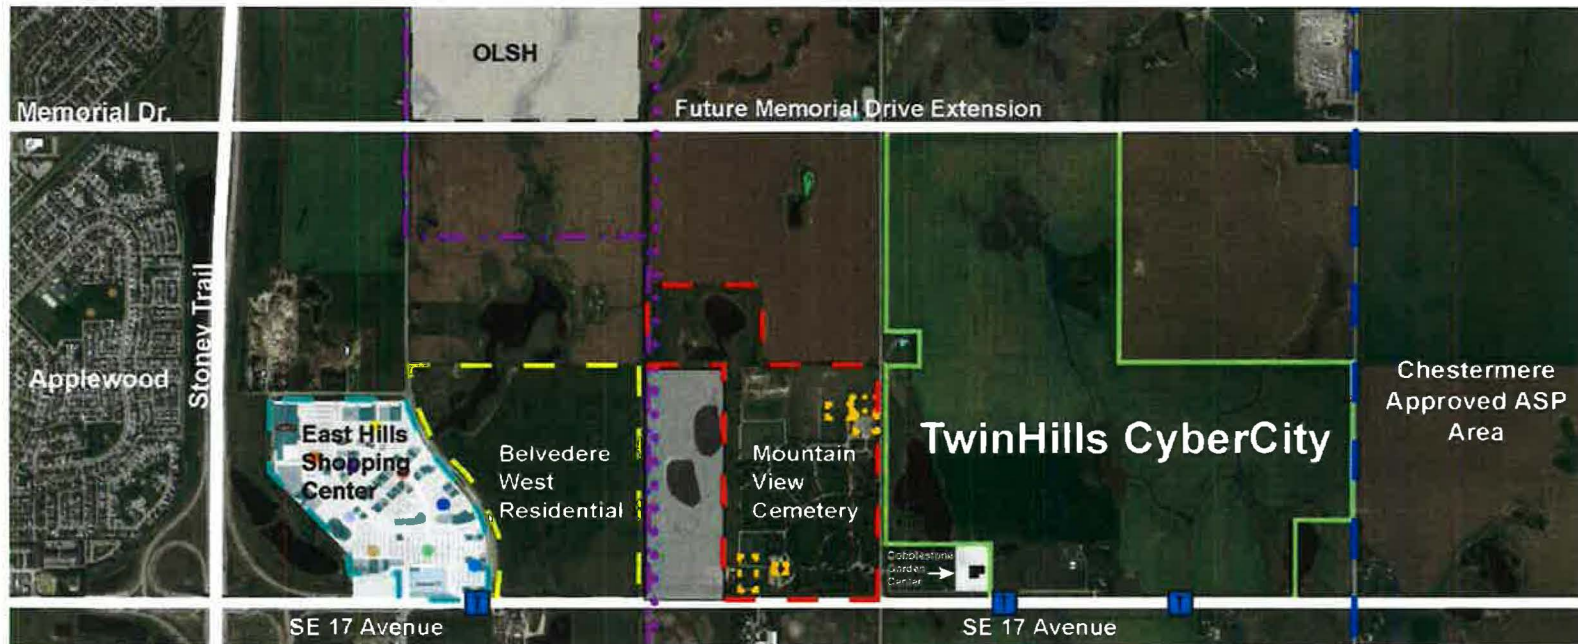 OLSH
Memorial Dr.
Future Memorial Drive Extension
Stoney Trail
Applewood
East Hills
Shopping
Center
Belvedere
West
Residential
Mountain
View
Cemetery
TwinHills CyberCity
Chestermere
Approved ASP
Area
Cobblestone
Garden
Center
T
T
T
SE 17 Avenue
SE 17 Avenue